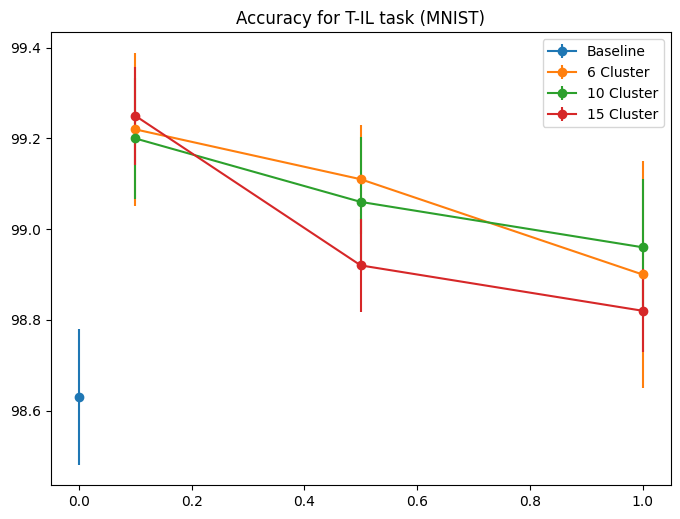 Accuracy for T-IL task (MNIST)
99.4
99.2
99.0
98.8
98.6
0.0 0.2 0.4 0.6 0.8 1.0
Baseline
6 Cluster
10 Cluster
15 Cluster